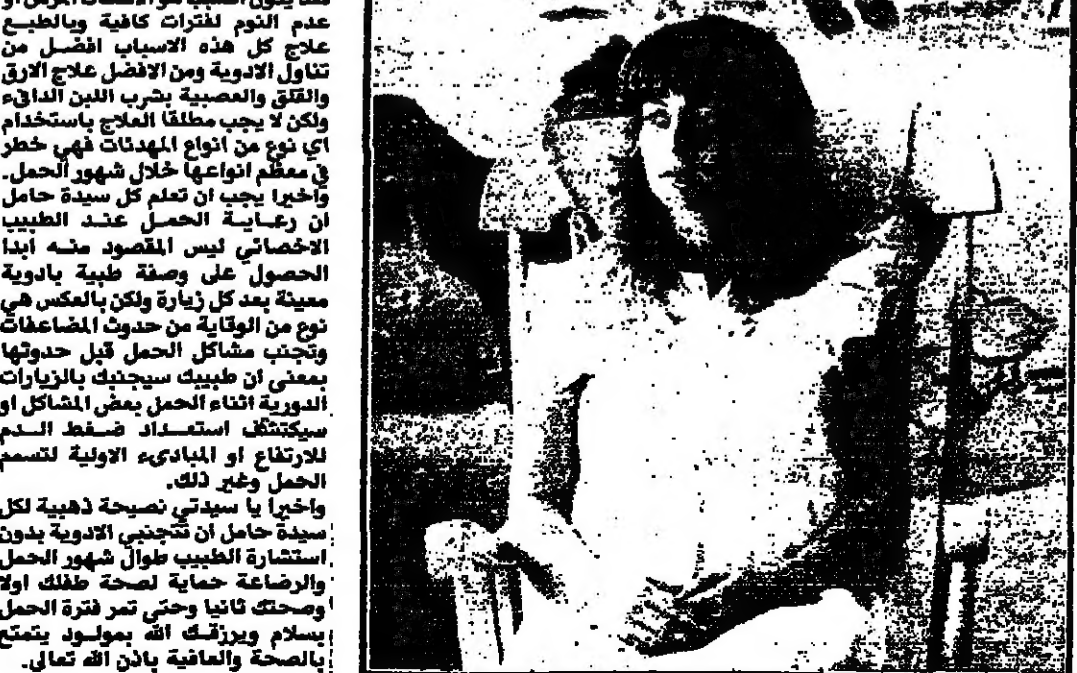 عدم النوم لفترات كافية وبالطبع
علاج كل هذه الاسباب افضل من
تناول الادوية ومن الافضل علاج الارق
والقلق والعصبية بشرب اللبن الدافىء
ولكن لا يجب مطلقا العلاج باستخدام
اي نوع من انواع المهدئات فهي خطر
في معظم انواعها خلال شهور الحمل.
واخيرا يجب ان تعلم كل سيدة حامل
ان رعاية الحمل عند الطبيب
الاخصائي ليس المقصود منه ابدا
الحصول على وصفة طبية بادوية
معينة بعد كل زيارة ولكن بالعكس هي
نوع من الوقاية من حدوث المضاعفات
وتجنب مشاكل الحمل قبل حدوثها
بمعنى ان طبيبك سيجنبك بالزيارات
الدورية اثناء الحمل بعض المشاكل او
سيكتشف استعداد ضغط الدم
للارتفاع او المبادىء الاولية لتسمم
الحمل وغير ذلك.
واخيرا يا سيدتي نصيحة ذهبية لكل
سيدة حامل ان تتجنبي الادوية بدون
استشارة الطبيب طوال شهور الحمل
والرضاعة حماية لصحة طفلك اولا
وصحتك ثانيا وحتى تمر فترة الحمل
بسلام ويرزقك الله بمولود يتمتع
بالصحة والعافية باذن الله تعالى.